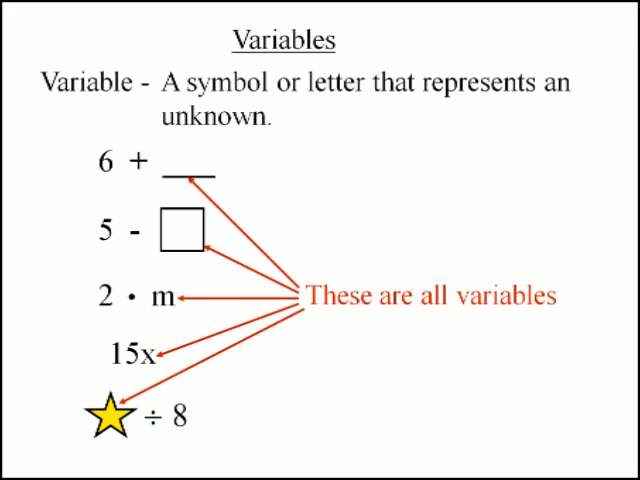 Variables
Variable - A symbol or letter that represents an
unknown.
6 + ___
5 - □
2 · m
These are all variables
15x
÷ 8